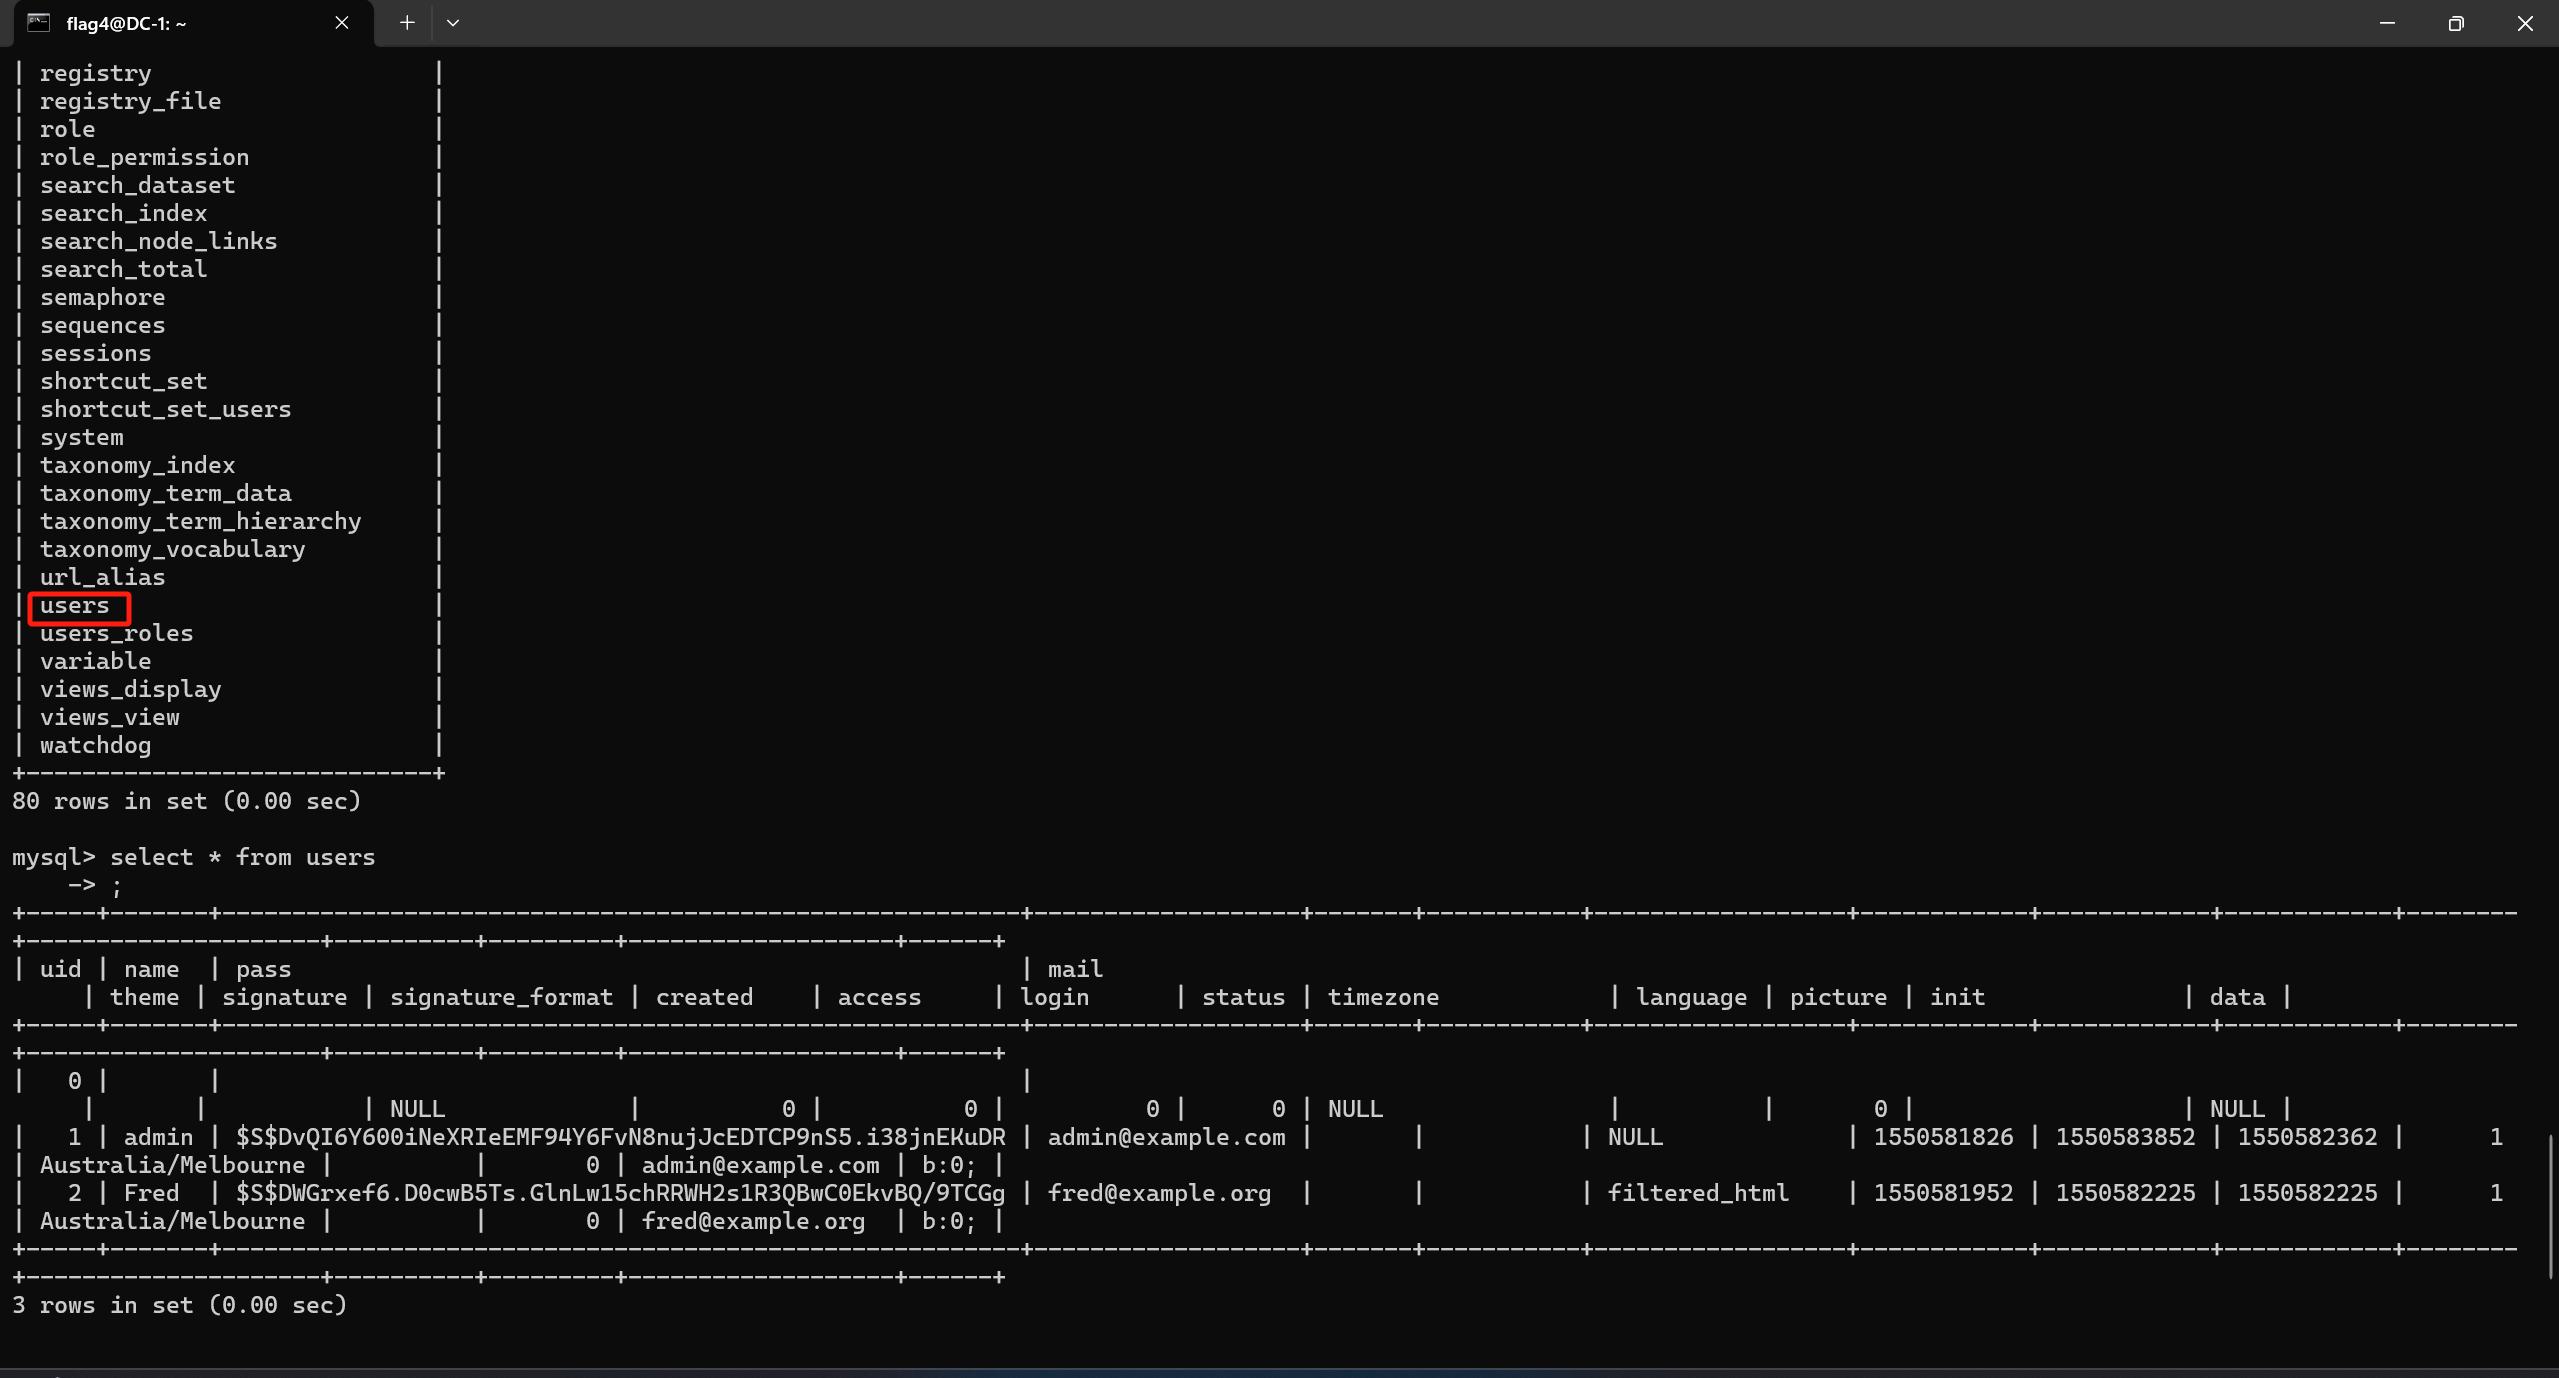 flag4@DC-1: ~
| registry                     |
| registry_file                |
| role                         |
| role_permission              |
| search_dataset               |
| search_index                 |
| search_node_links            |
| search_total                 |
| semaphore                    |
| sequences                    |
| sessions                     |
| shortcut_set                 |
| shortcut_set_users           |
| system                       |
| taxonomy_index               |
| taxonomy_term_data           |
| taxonomy_term_hierarchy      |
| taxonomy_vocabulary          |
| url_alias                    |
| users                        |
| users_roles                  |
| variable                     |
| views_display                |
| views_view                   |
| watchdog                     |
+-----------------------------+
80 rows in set (0.00 sec)
mysql> select * from users
    -> ;
+-----+-------+---------------------------------------------------------+-------------------+-------+-----------+------------------+------------+------------+------------+--------
+---------------------+----------+---------+-------------------+------+
| uid | name  | pass                                                    | mail
     | theme | signature | signature_format | created    | access     | login      | status | timezone            | language | picture | init              | data |
+-----+-------+---------------------------------------------------------+-------------------+-------+-----------+------------------+------------+------------+------------+--------
+---------------------+----------+---------+-------------------+------+
|   0 |       |                                                         |
     |       |           | NULL             |          0 |          0 |          0 |      0 | NULL                |          |       0 |                   | NULL |
|   1 | admin | $S$DvQI6Y600iNeXRIeEMF94Y6FvN8nujJcEDTCP9nS5.i38jnEKuDR | admin@example.com |       |           | NULL             | 1550581826 | 1550583852 | 1550582362 |      1
| Australia/Melbourne |          |       0 | admin@example.com | b:0; |
|   2 | Fred  | $S$DWGrxef6.D0cwB5Ts.GlnLw15chRRWH2s1R3QBwC0EkvBQ/9TCGg | fred@example.org  |       |           | filtered_html    | 1550581952 | 1550582225 | 1550582225 |      1
| Australia/Melbourne |          |       0 | fred@example.org  | b:0; |
+-----+-------+---------------------------------------------------------+-------------------+-------+-----------+------------------+------------+------------+------------+--------
+---------------------+----------+---------+-------------------+------+
3 rows in set (0.00 sec)